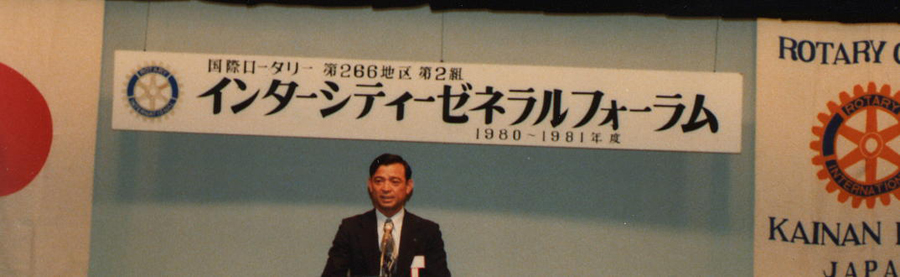 国際ロータリー 第266地区 第2組
インターシティーゼネラルフォーラム
1980~1981年度
ROTARY
ROTARY
INTERNATIONAL
KAINAN
JAPA